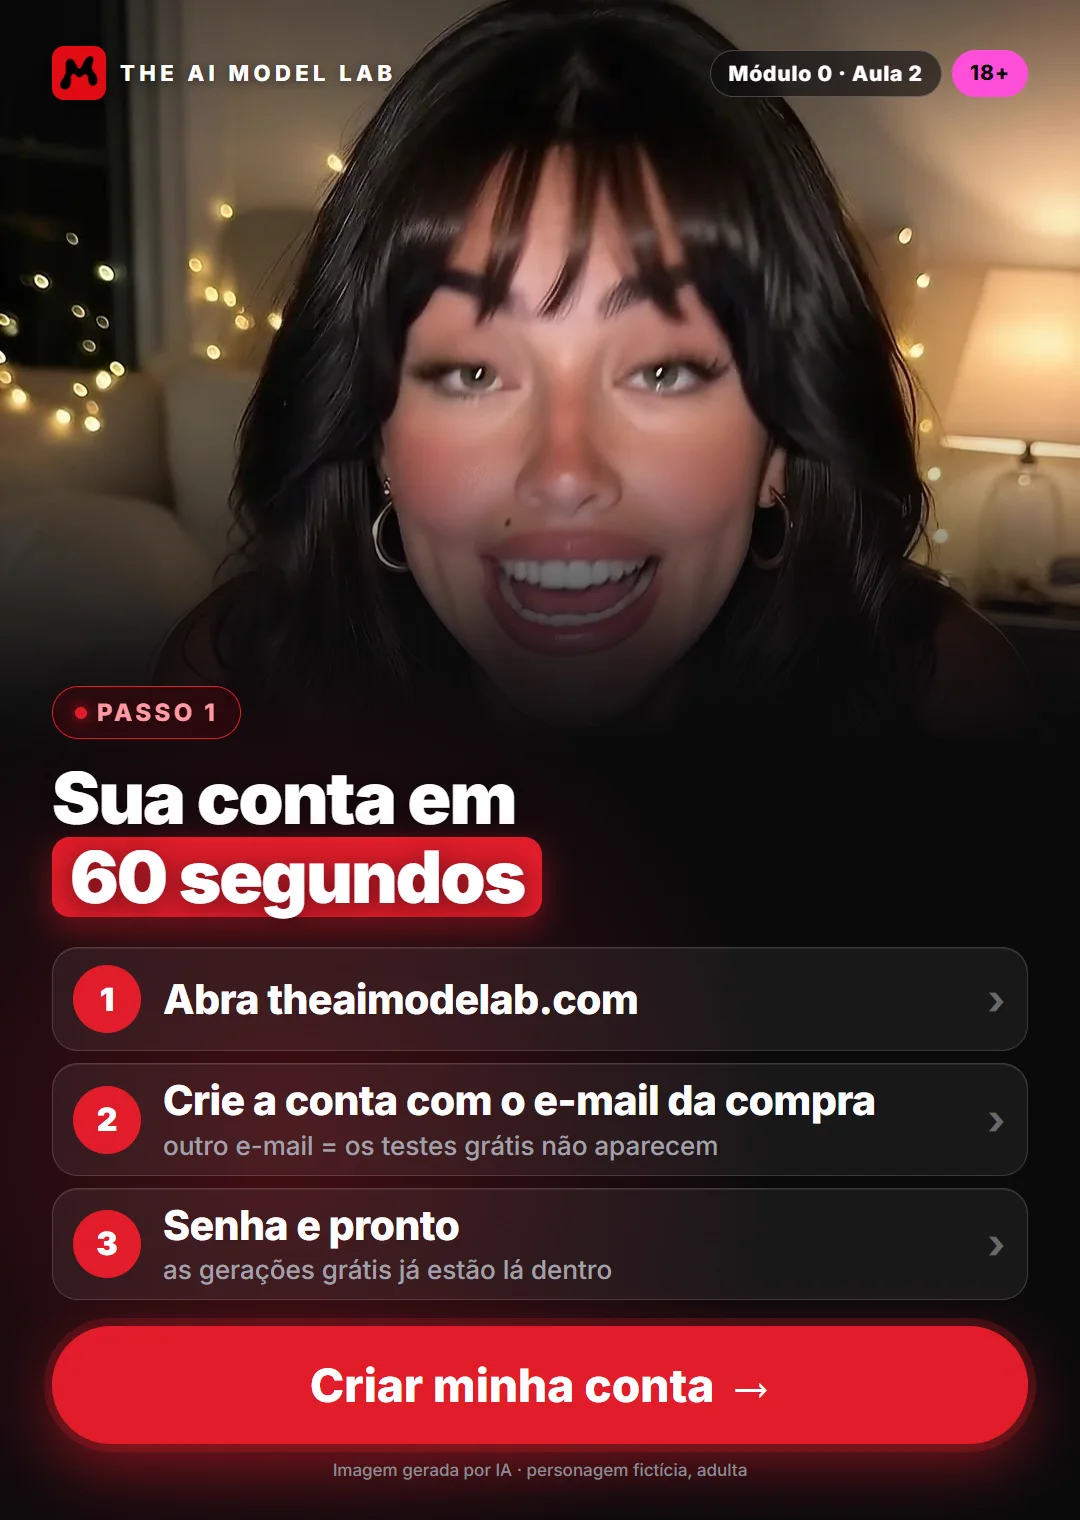 THE AI MODEL LAB
Módulo 0 · Aula 2
18+
PASSO 1
Sua conta em
60 segundos
1
Abra theaimodelab.com
2
Crie a conta com o e-mail da compra
outro e-mail = os testes grátis não aparecem
3
Senha e pronto
as gerações grátis já estão lá dentro
Criar minha conta →
Imagem gerada por IA · personagem fictícia, adulta